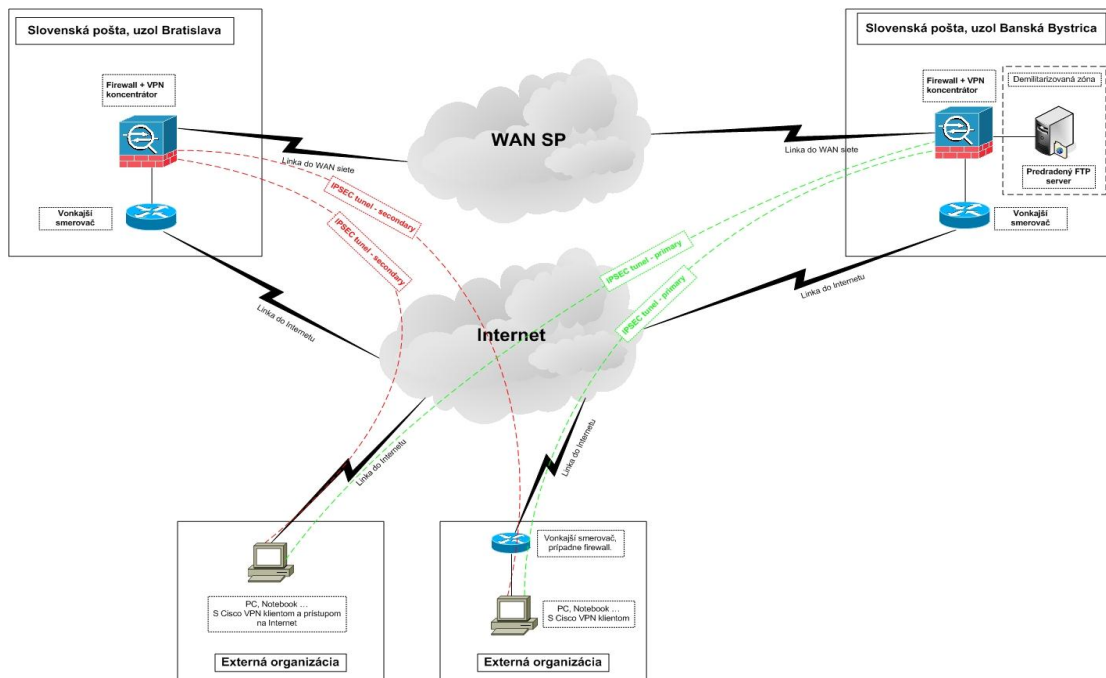 Slovenská pošta, uzol Bratislava
Firewall + VPN
koncentrátor
Vonkajší
smerovač
Linka do WAN siete
WAN SP
Linka do WAN siete
Slovenská pošta, uzol Banská Bystrica
Firewall + VPN
koncentrátor
Demilitarizovaná zóna
Predradený FTP
server
Vonkajší
smerovač
IPSEC tunel - secondary
IPSEC tunel - secondary
IPSEC tunel - primary
IPSEC tunel - primary
Linka do Internetu
Internet
Linka do Internetu
Linka do Internetu
Linka do Internetu
PC, Notebook ...
S Cisco VPN klientom a prístupom
na Internet
Externá organizácia
Vonkajší smerovač,
prípadne firewall.
PC, Notebook ...
S Cisco VPN klientom
Externá organizácia